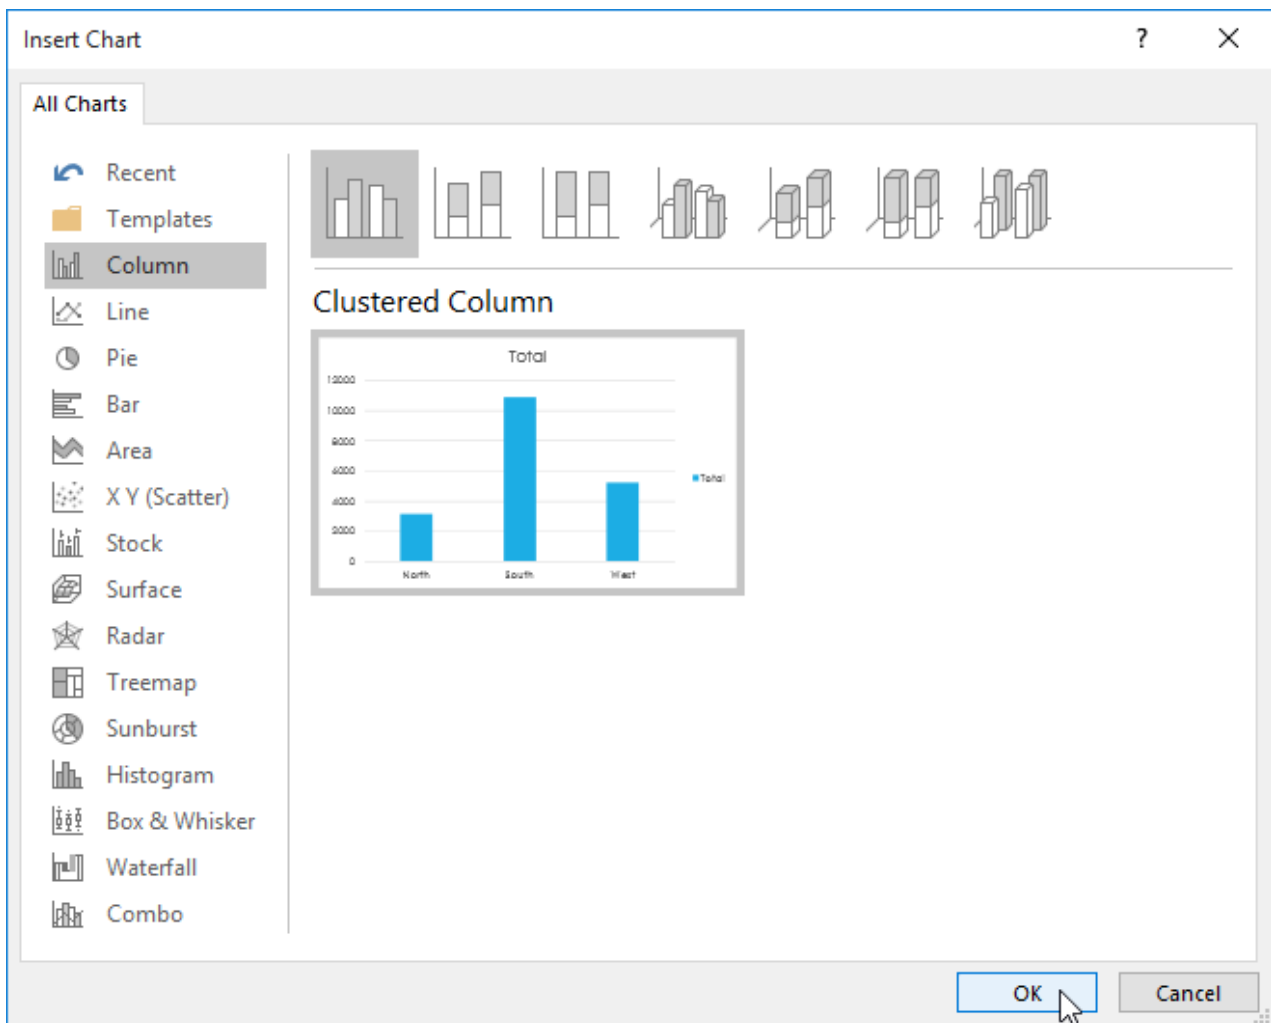 Insert Chart
?
All Charts
Recent
Templates
Column
Line
Pie
Bar
Area
X Y (Scatter)
Stock
Surface
Radar
Treemap
Sunburst
Histogram
Box & Whisker
Waterfall
Combo
Clustered Column
Total
12000
10000
8000
6000
4000
2000
0
North South West
Total
OK Cancel